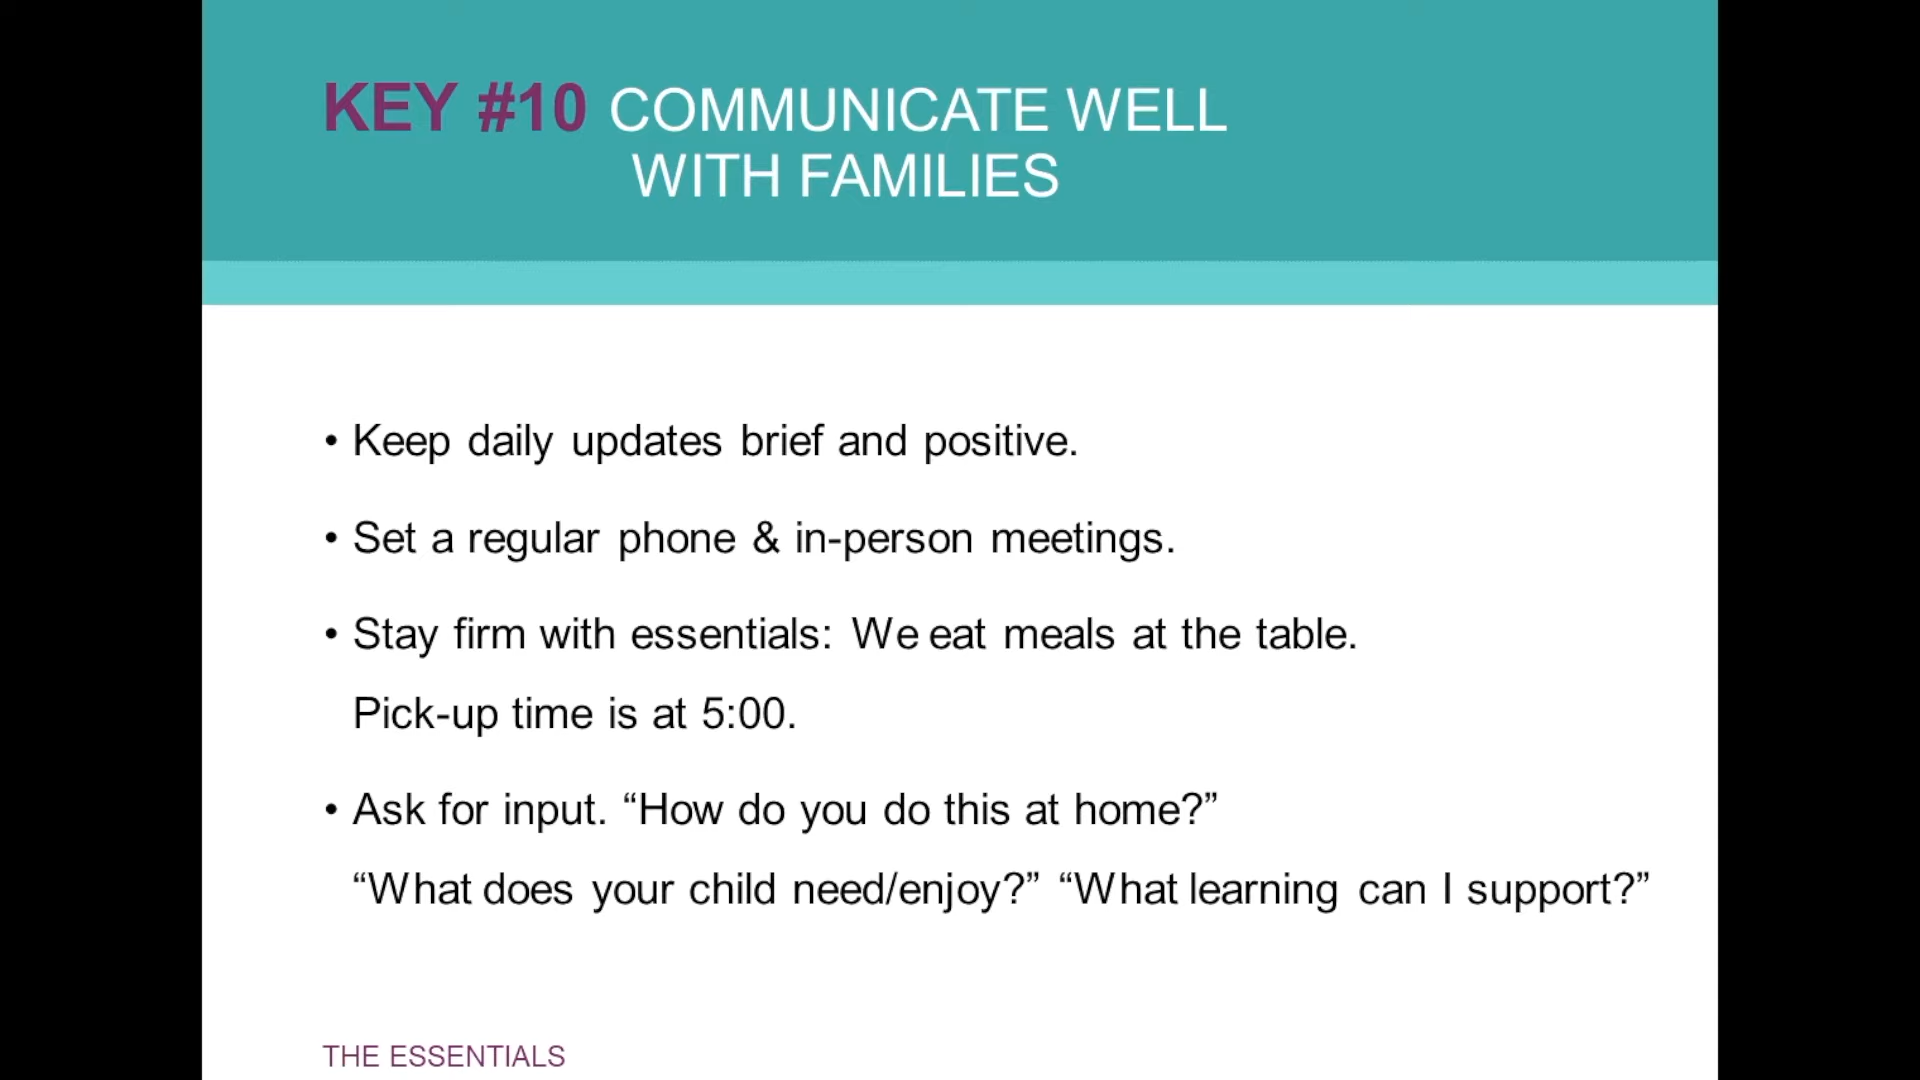 KEY #10 COMMUNICATE WELL
WITH FAMILIES
• Keep daily updates brief and positive.
• Set a regular phone & in-person meetings.
• Stay firm with essentials: We eat meals at the table.
Pick-up time is at 5:00.
• Ask for input. “How do you do this at home?”
“What does your child need/enjoy?” “What learning can I support?”
THE ESSENTIALS